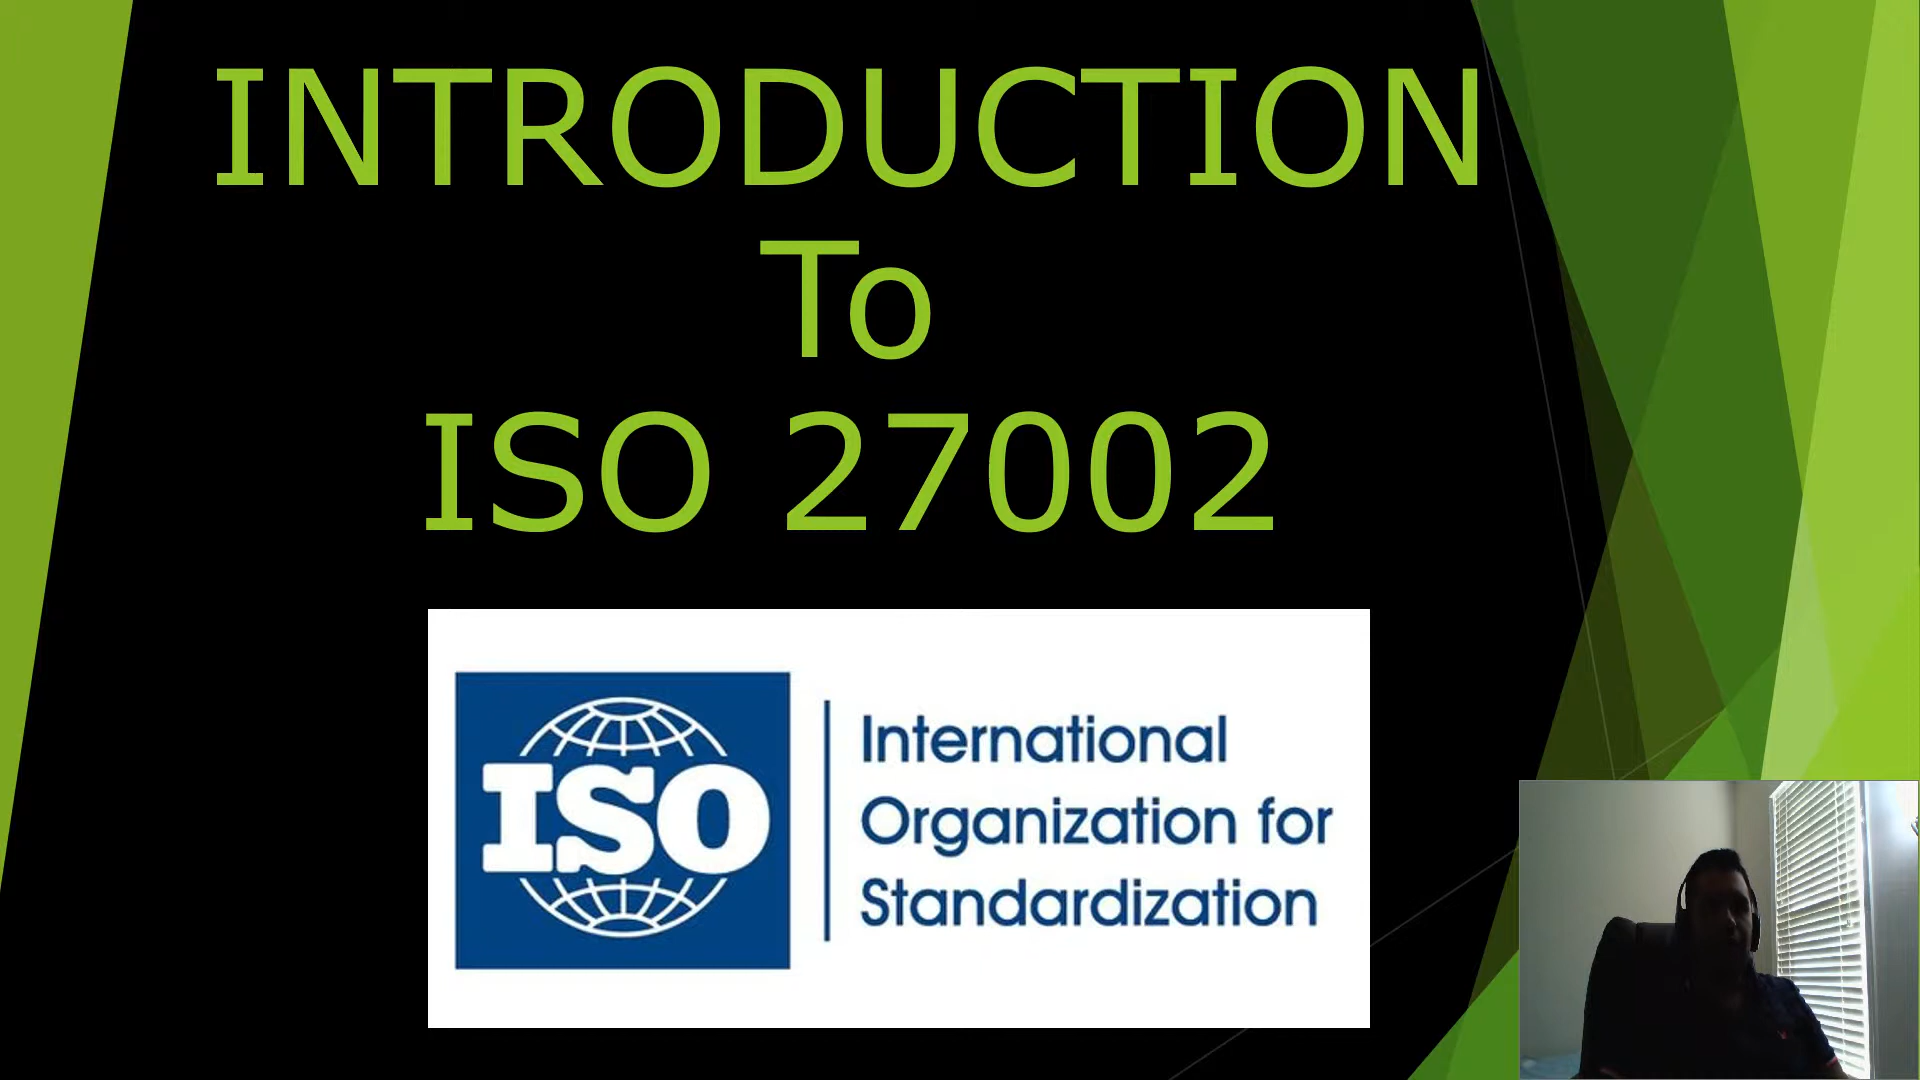 INTRODUCTION
To
ISO 27002
ISO
International
Organization for
Standardization